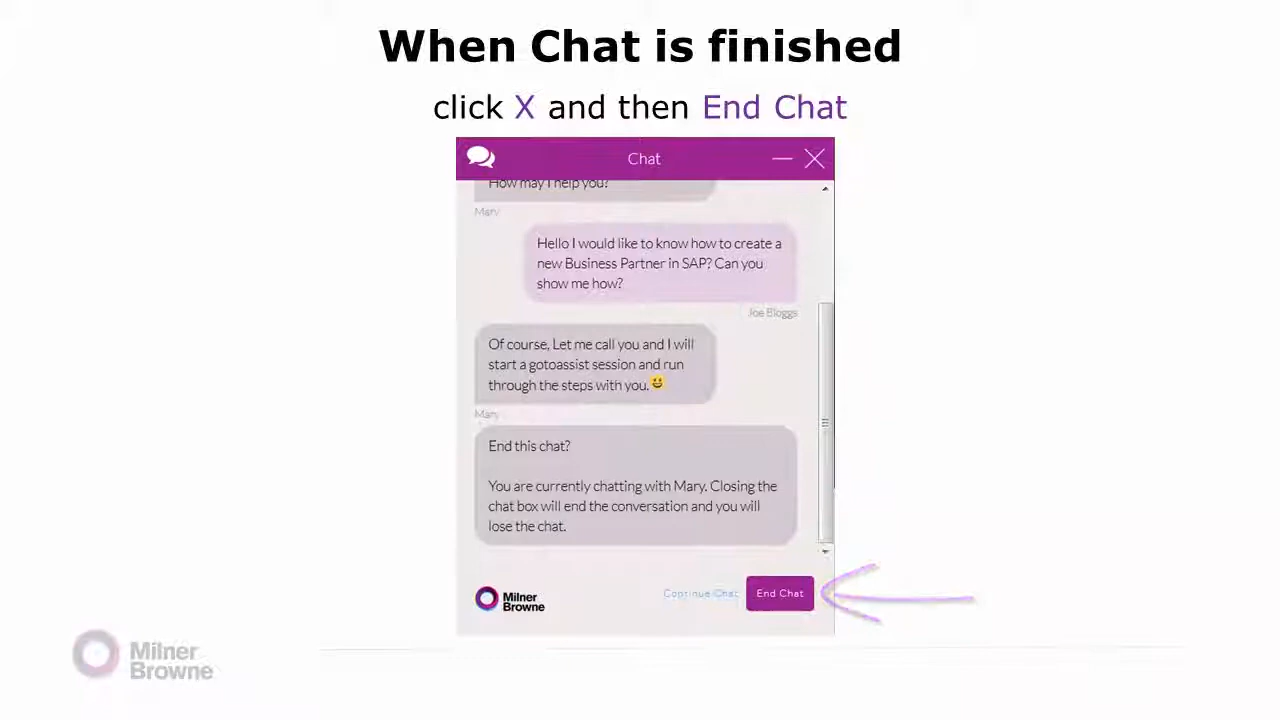 When Chat is finished
click X and then End Chat
Chat
How may I help you?
Mary
Hello I would like to know how to create a
new Business Partner in SAP? Can you
show me how?
Joe Bloggs
Of course, Let me call you and I will
start a gotoassist session and run
through the steps with you.
Mary
End this chat?
You are currently chatting with Mary. Closing the
chat box will end the conversation and you will
lose the chat.
Milner
Browne
Continue Chat
End Chat
Milner
Browne